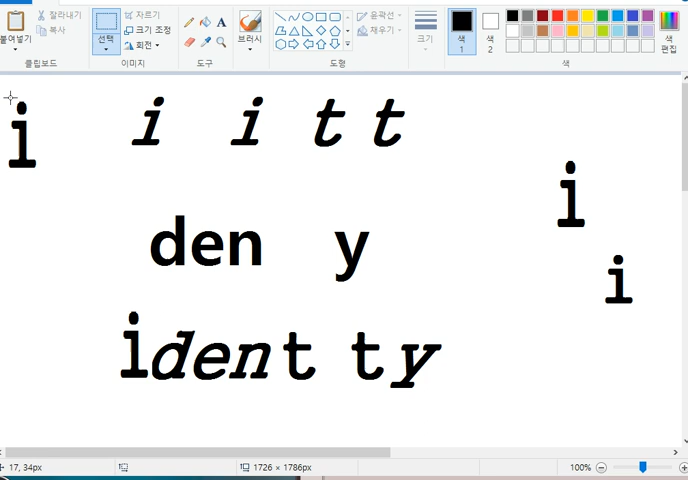 잘라내기
복사
붙여넣기
클립보드
선택
자르기
크기 조정
회전
이미지
A
도구
브러시
윤곽선
채우기
도형
크기
색
1
색
2
색
편집
색
i i i t t
i
den y
i
ident ty
17, 34px
1726 × 1786px
100%